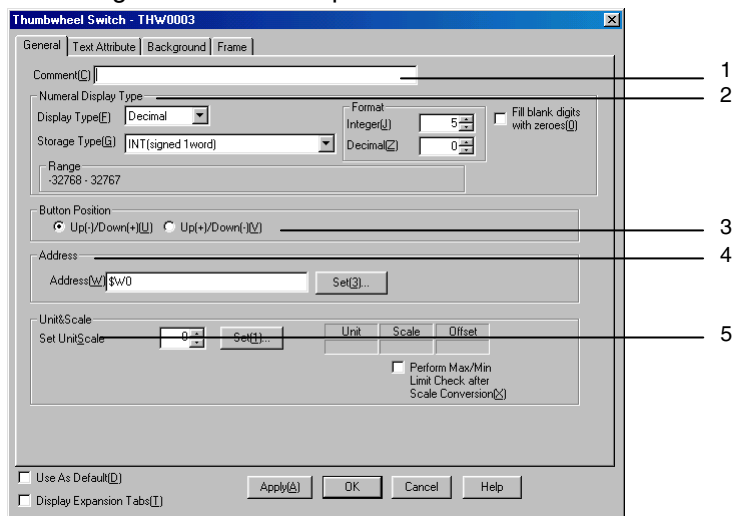 Thumbwheel Switch - THW0003
General Text Attribute Background Frame
Comment(C) 1
Numeral Display Type 2
Display Type(F) Decimal
Format
Integer(J) 5
Fill blank digits with zeroes(0)
Storage Type(G) INT(signed 1word)
Decimal(Z) 0
Range
-32768 - 32767
Button Position
Up(-)/Down(+)(U) Up(+)/Down(-)(V) 3
Address 4
Address(W) $W0 Set(3)...
Unit&Scale
Set UnitScale 0 Set(1)... Unit Scale Offset 5
Perform Max/Min
Limit Check after
Scale Conversion(X)
Use As Default(D)
Display Expansion Tabs(T)
Apply(A) OK Cancel Help